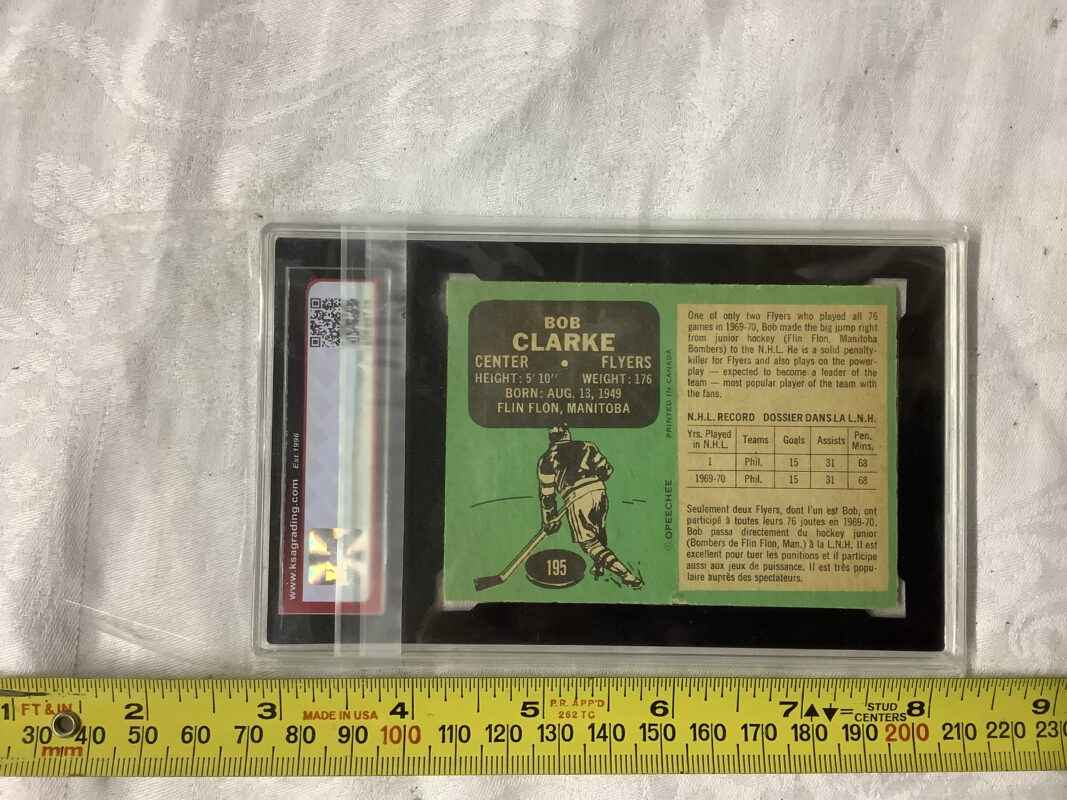 www.ksagrading.com Est 1996
BOB
CLARKE
CENTER • FLYERS
HEIGHT: 5' 10" WEIGHT: 176
BORN: AUG. 13, 1949
FLIN FLON, MANITOBA
195
© OPEECHEE PRINTED IN CANADA
One of only two Flyers who played all 76
games in 1969-70, Bob made the big jump right
from junior hockey (Flin Flon, Manitoba
Bombers) to the N.H.L. He is a solid penalty-
killer for Flyers and also plays on the power-
play — expected to become a leader of the
team — most popular player of the team with
the fans.
N.H.L. RECORD DOSSIER DANS LA L.N.H.
Yrs. Played in N.H.L. Teams Goals Assists Pen. Mins.
1 Phil. 15 31 68
1969-70 Phil. 15 31 68
Seulement deux Flyers, dont l'un est Bob, ont
participé à toutes leurs 76 joutes en 1969-70.
Bob passa directement du hockey junior
(Bombers de Flin Flon, Man.) à la L.N.H. Il est
excellent pour tuer les punitions et il participe
aussi aux jeux de puissance. Il est très popu-
laire auprès des spectateurs.
1 FT & IN 2 3 MADE IN USA 4 5 P.R. APP'D 262 TG 6 7 = STUD CENTERS 8 9
30 mm 40 50 60 70 80 90 100 110 120 130 140 150 160 170 180 190 200 210 220 23